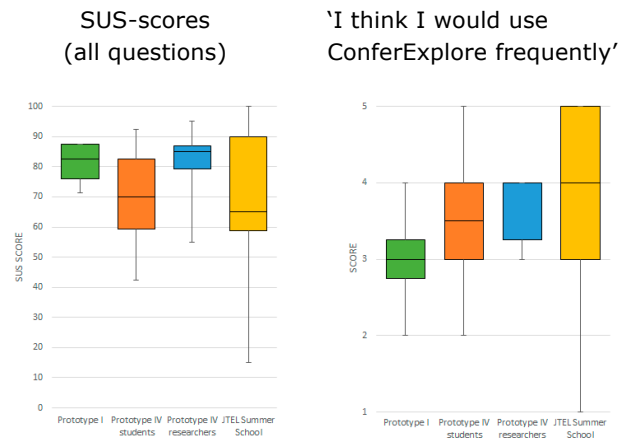 SUS-scores
(all questions)
‘I think I would use
ConferExplore frequently’
100
90
80
70
60
50
40
30
20
10
0
SUS SCORE
Prototype I
Prototype IV
students
Prototype IV
researchers
JTEL Summer
School
5
4
3
2
1
SCORE
Prototype I
Prototype IV
students
Prototype IV
researchers
JTEL Summer
School